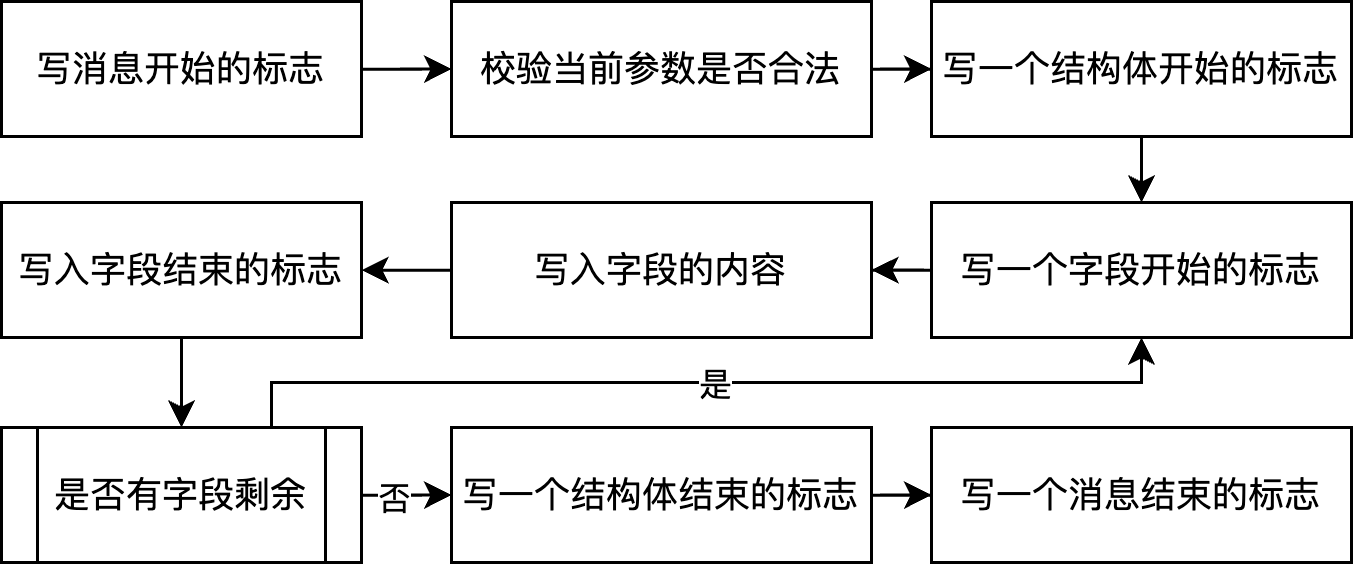 写消息开始的标志
校验当前参数是否合法
写一个结构体开始的标志
写入字段结束的标志
写入字段的内容
写一个字段开始的标志
是
是否有字段剩余
否
写一个结构体结束的标志
写一个消息结束的标志